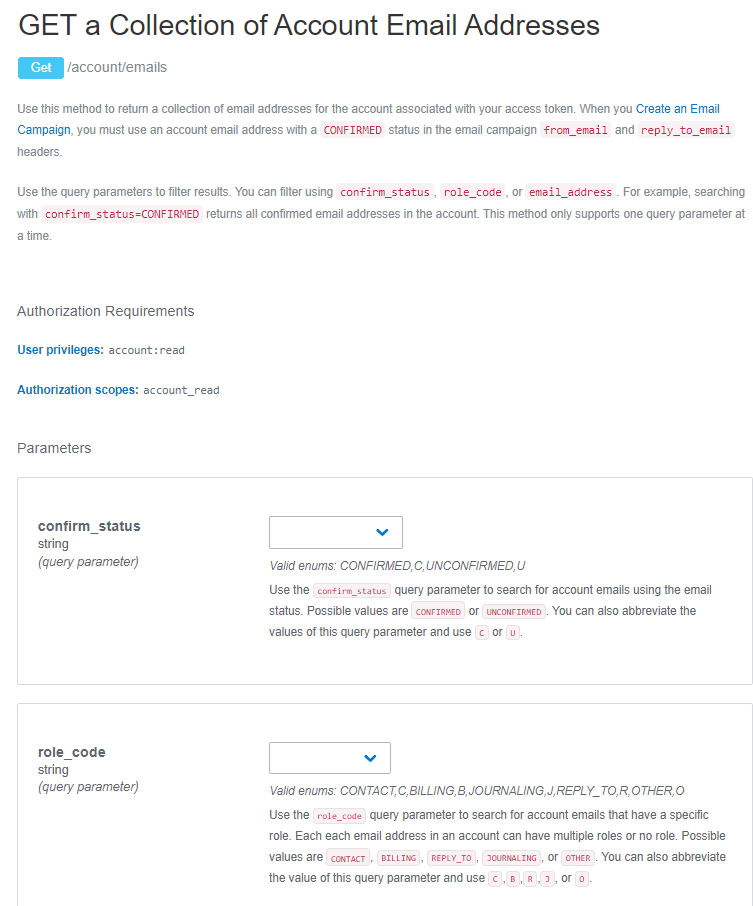 GET a Collection of Account Email Addresses
Get /account/emails
Use this method to return a collection of email addresses for the account associated with your access token. When you Create an Email
Campaign, you must use an account email address with a CONFIRMED status in the email campaign from_email and reply_to_email
headers.
Use the query parameters to filter results. You can filter using confirm_status , role_code , or email_address . For example, searching
with confirm_status=CONFIRMED returns all confirmed email addresses in the account. This method only supports one query parameter at
a time.
Authorization Requirements
User privileges: account:read
Authorization scopes: account_read
Parameters
confirm_status
string
(query parameter)
Valid enums: CONFIRMED,C,UNCONFIRMED,U
Use the confirm_status query parameter to search for account emails using the email
status. Possible values are CONFIRMED or UNCONFIRMED. You can also abbreviate the
values of this query parameter and use C or U.
role_code
string
(query parameter)
Valid enums: CONTACT,C,BILLING,B,JOURNALING,J,REPLY_TO,R,OTHER,O
Use the role_code query parameter to search for account emails that have a specific
role. Each each email address in an account can have multiple roles or no role. Possible
values are CONTACT, BILLING, REPLY_TO, JOURNALING, or OTHER. You can also abbreviate
the value of this query parameter and use C,B,R,J, or O.